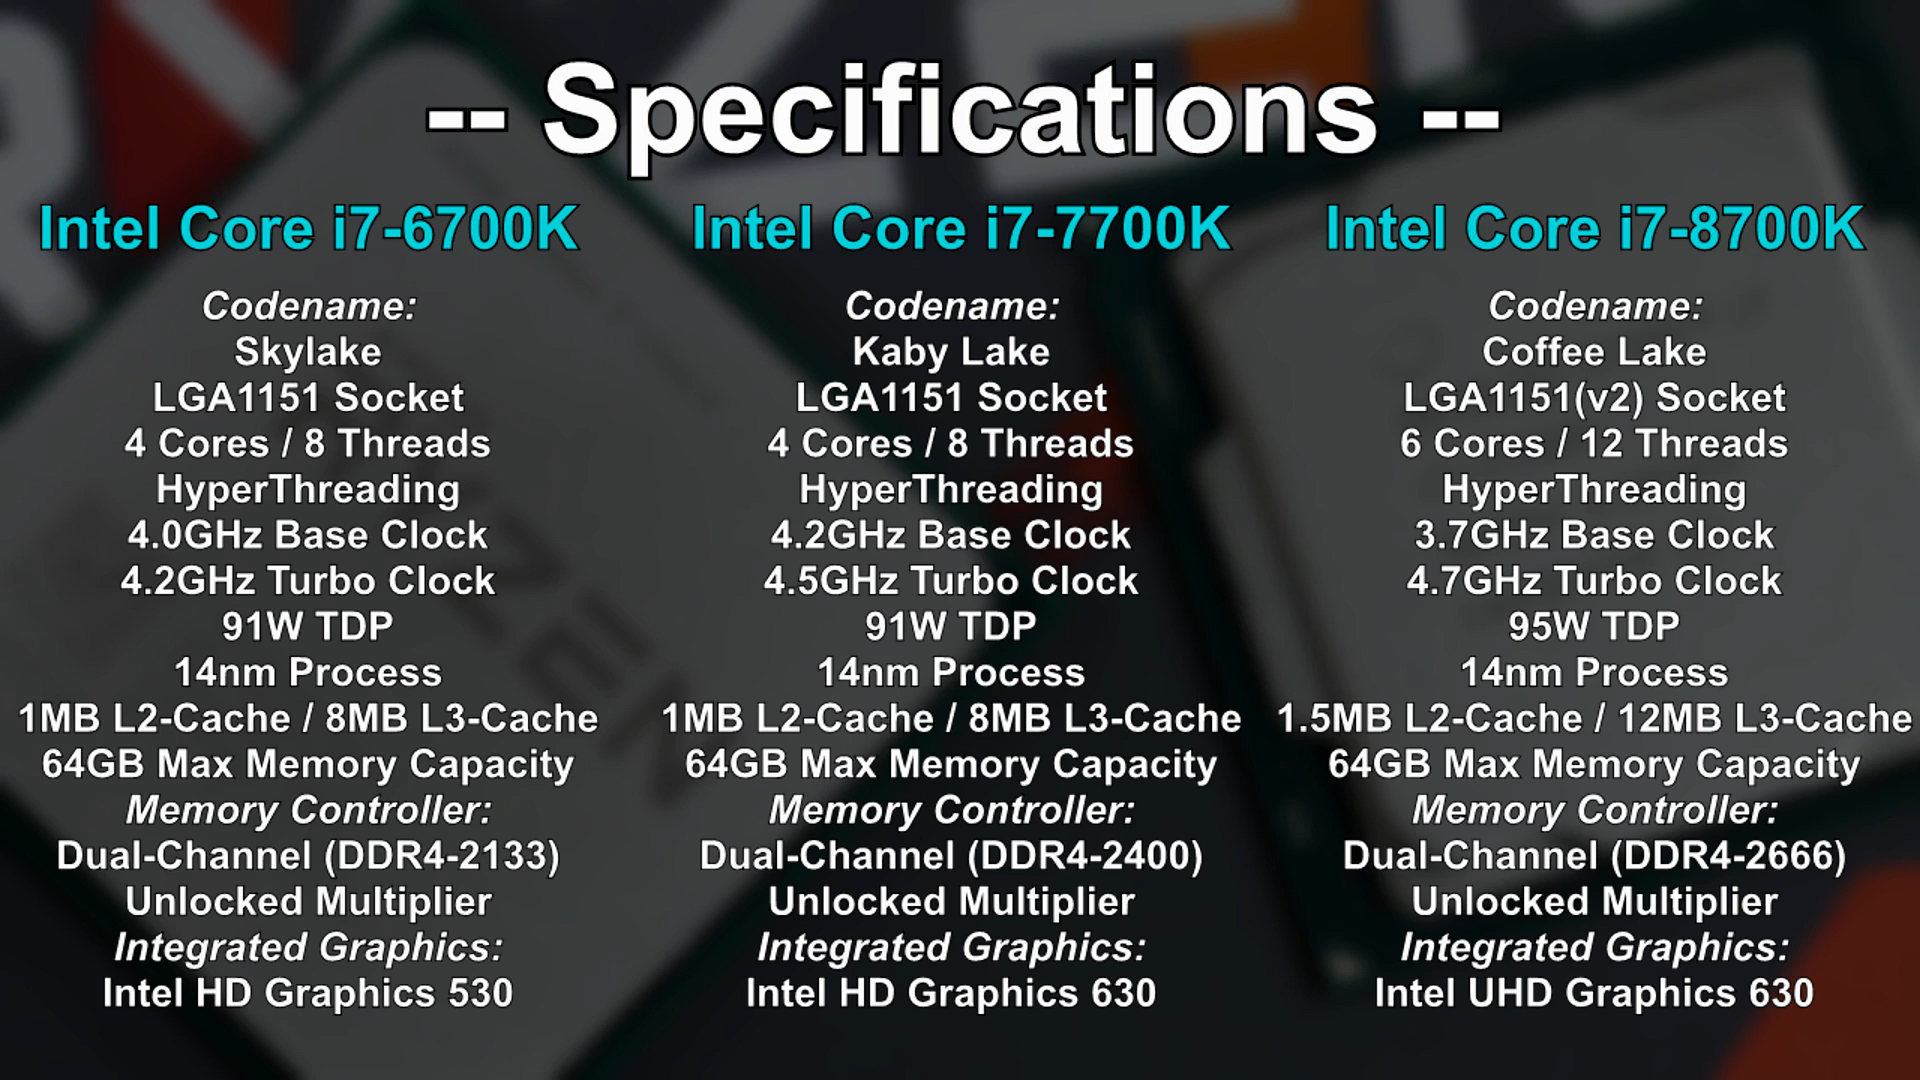 -- Specifications --
Intel Core i7-6700K
Codename:
Skylake
LGA1151 Socket
4 Cores / 8 Threads
HyperThreading
4.0GHz Base Clock
4.2GHz Turbo Clock
91W TDP
14nm Process
1MB L2-Cache / 8MB L3-Cache
64GB Max Memory Capacity
Memory Controller:
Dual-Channel (DDR4-2133)
Unlocked Multiplier
Integrated Graphics:
Intel HD Graphics 530
Intel Core i7-7700K
Codename:
Kaby Lake
LGA1151 Socket
4 Cores / 8 Threads
HyperThreading
4.2GHz Base Clock
4.5GHz Turbo Clock
91W TDP
14nm Process
1MB L2-Cache / 8MB L3-Cache
64GB Max Memory Capacity
Memory Controller:
Dual-Channel (DDR4-2400)
Unlocked Multiplier
Integrated Graphics:
Intel HD Graphics 630
Intel Core i7-8700K
Codename:
Coffee Lake
LGA1151(v2) Socket
6 Cores / 12 Threads
HyperThreading
3.7GHz Base Clock
4.7GHz Turbo Clock
95W TDP
14nm Process
1.5MB L2-Cache / 12MB L3-Cache
64GB Max Memory Capacity
Memory Controller:
Dual-Channel (DDR4-2666)
Unlocked Multiplier
Integrated Graphics:
Intel UHD Graphics 630